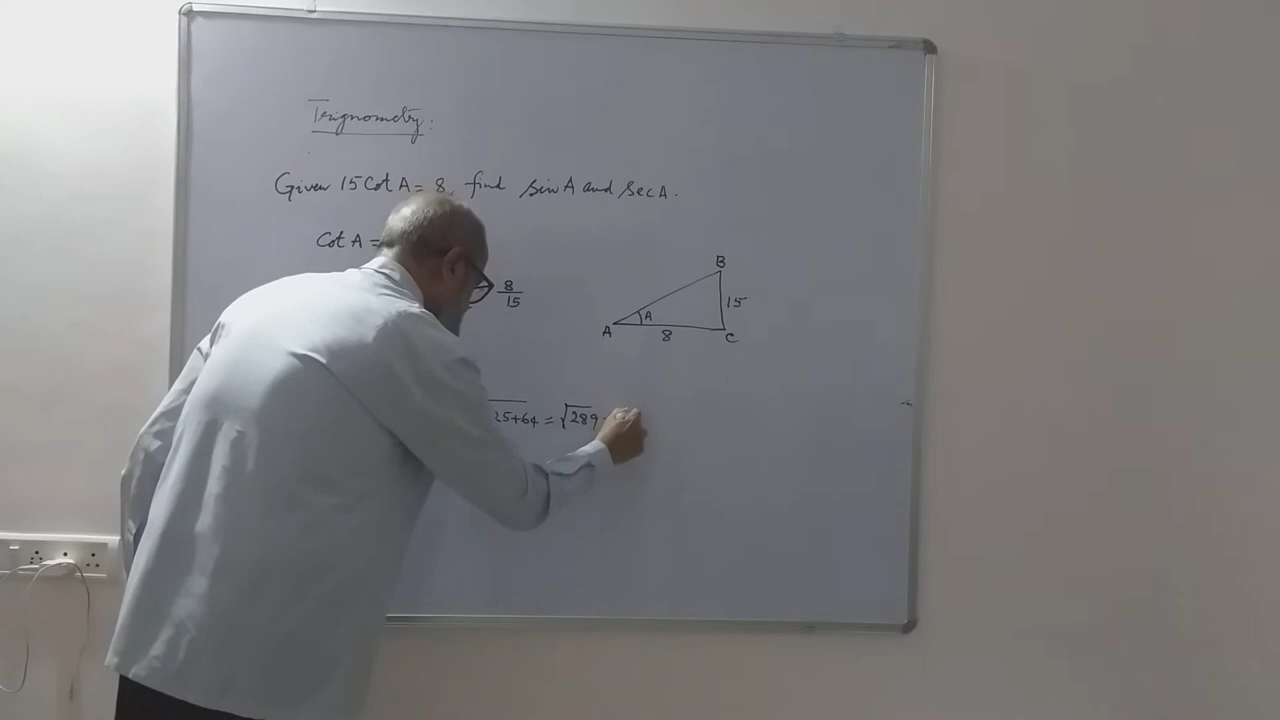 Trignometry:
Given 15 Cot A = 8, find sin A and sec A.
Cot A =
8
15
B
15
A
A
8
C
25+64 = √289